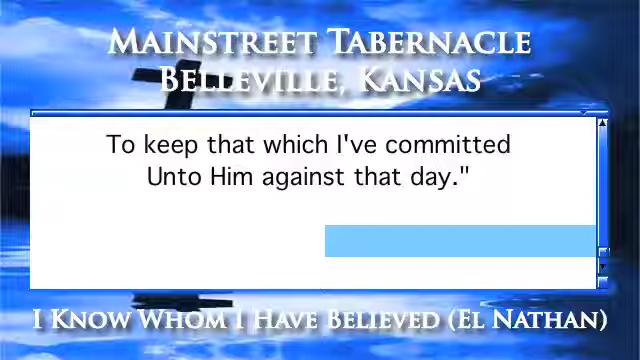 MAINSTREET TABERNACLE
BELLEVILLE, KANSAS
To keep that which I've committed
Unto Him against that day."
I KNOW WHOM I HAVE BELIEVED (EL NATHAN)